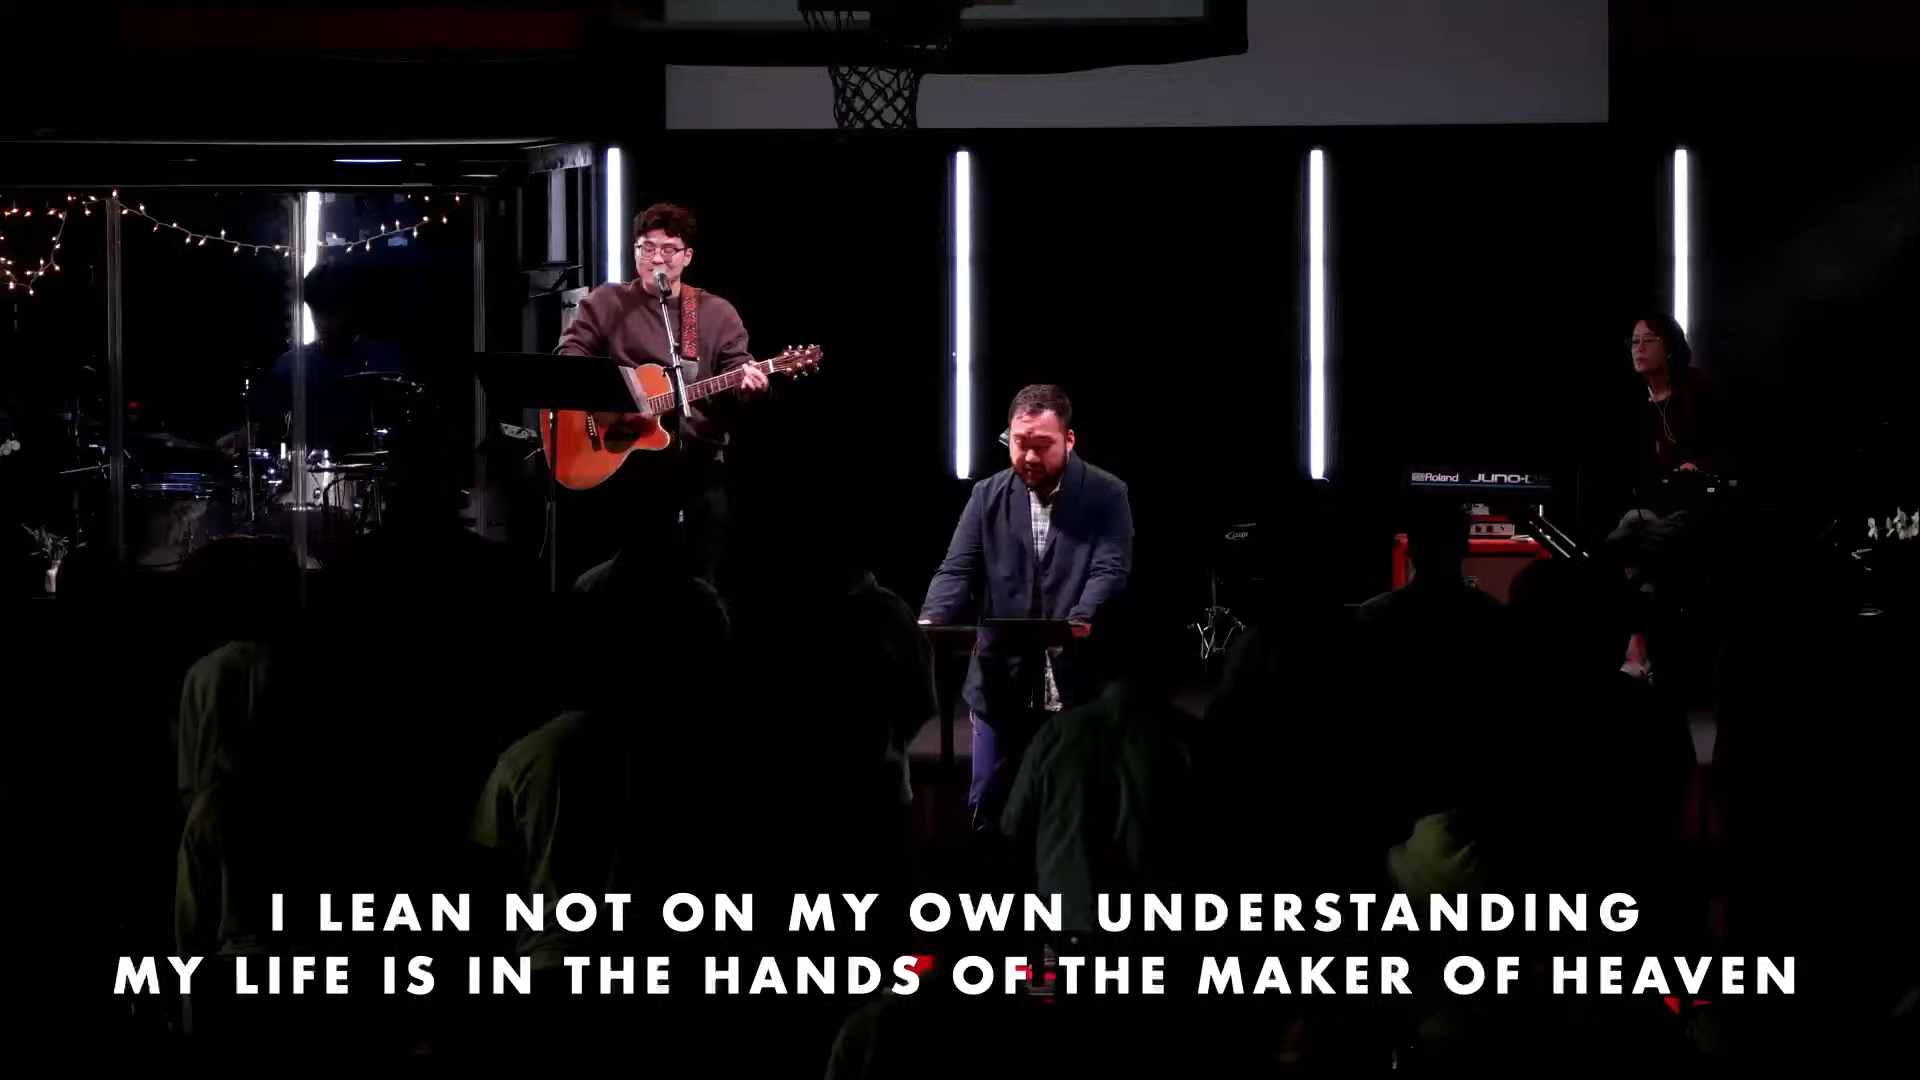 Roland JUNO-DS
I LEAN NOT ON MY OWN UNDERSTANDING
MY LIFE IS IN THE HANDS OF THE MAKER OF HEAVEN